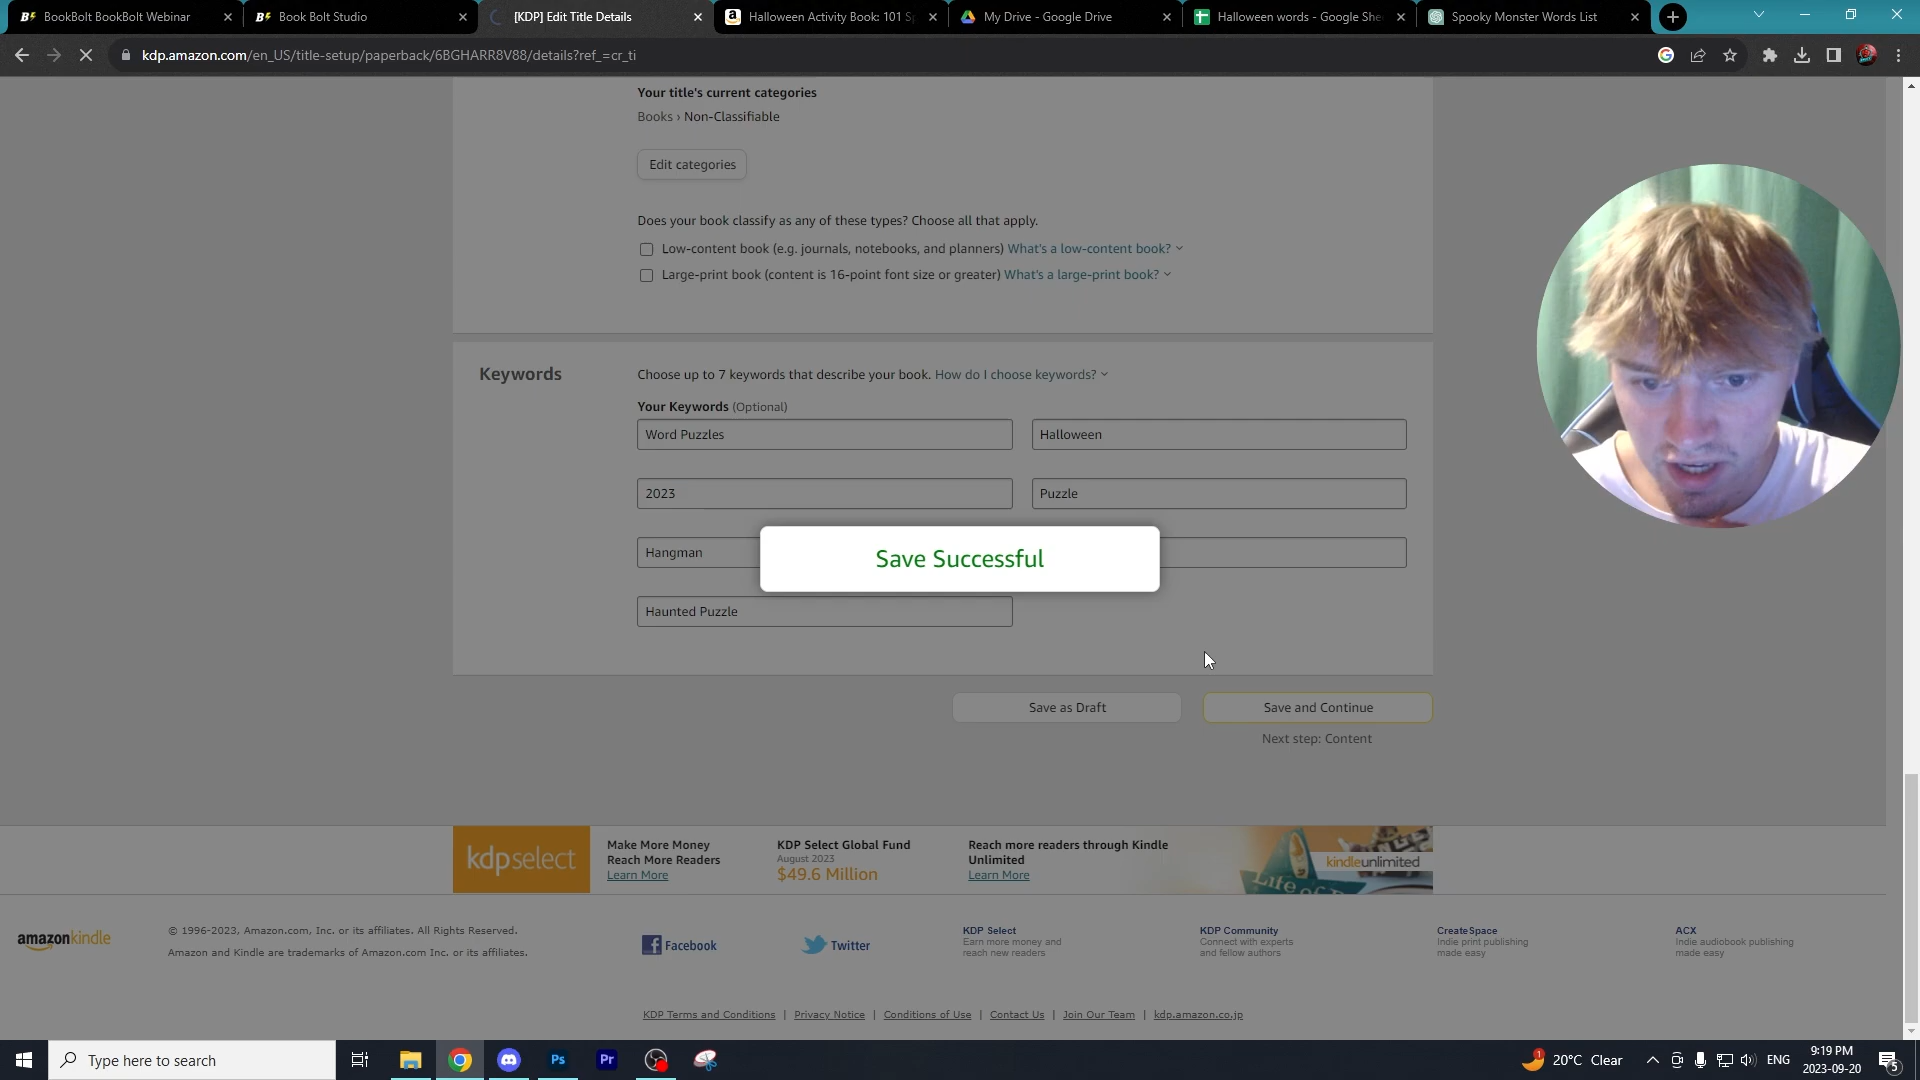 BookBolt BookBolt Webinar
Book Bolt Studio
[KDP] Edit Title Details
Halloween Activity Book: 101 Sp
My Drive - Google Drive
Halloween words - Google She
Spooky Monster Words List
kdp.amazon.com/en_US/title-setup/paperback/6BGHARR8V88/details?ref_=cr_ti
Your title's current categories
Books › Non-Classifiable
Edit categories
Does your book classify as any of these types? Choose all that apply.
Low-content book (e.g. journals, notebooks, and planners) What's a low-content book?
Large-print book (content is 16-point font size or greater) What's a large-print book?
Keywords
Choose up to 7 keywords that describe your book. How do I choose keywords?
Your Keywords (Optional)
Word Puzzles
Halloween
2023
Puzzle
Hangman
Save Successful
Haunted Puzzle
Save as Draft
Save and Continue
Next step: Content
kdpselect
Make More Money
Reach More Readers
Learn More
KDP Select Global Fund
August 2023
$49.6 Million
Reach more readers through Kindle
Unlimited
Learn More
kindleunlimited
Life of
amazonkindle
© 1996-2023, Amazon.com, Inc. or its affiliates. All Rights Reserved.
Amazon and Kindle are trademarks of Amazon.com Inc. or its affiliates.
Facebook
Twitter
KDP Select
Earn more money and
reach new readers
KDP Community
Connect with experts
and fellow authors
CreateSpace
Indie print publishing
made easy
ACX
Indie audiobook publishing
made easy
KDP Terms and Conditions | Privacy Notice | Conditions of Use | Contact Us | Join Our Team | kdp.amazon.co.jp
Type here to search
Ps
Pr
1
20°C Clear
ENG
9:19 PM
2023-09-20
5